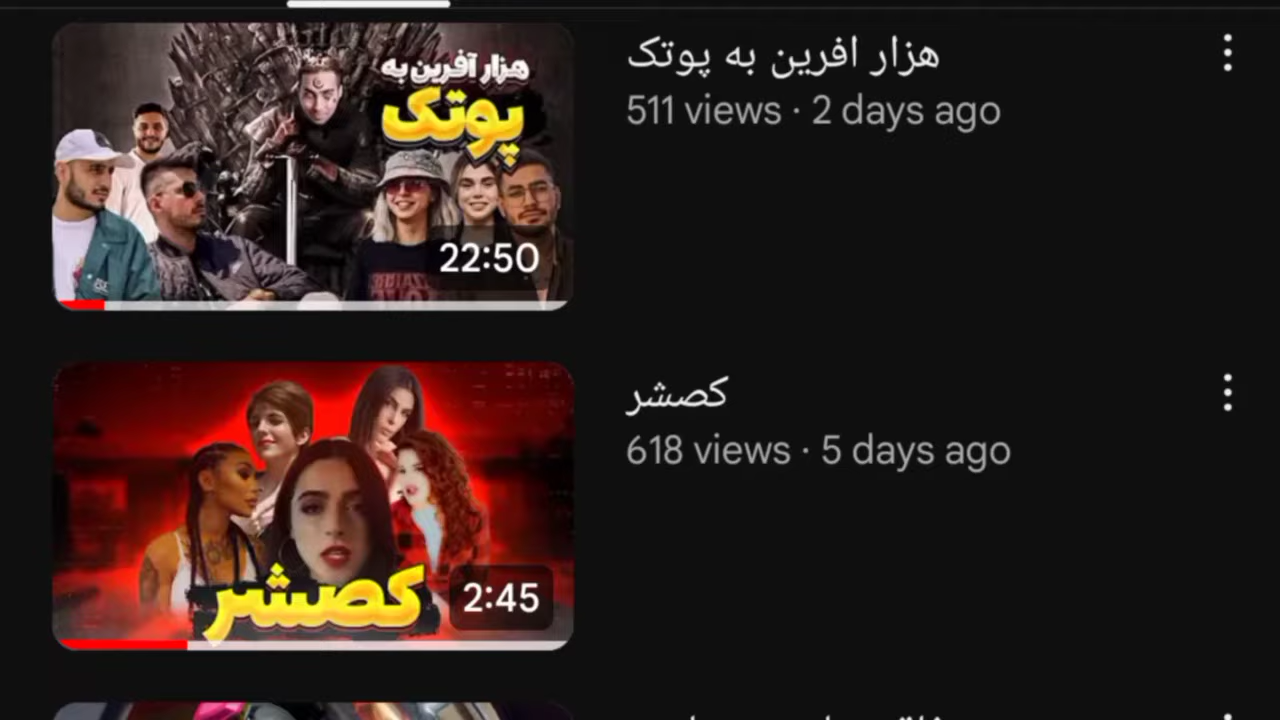 هزار آفرین به
پوتک
22:50
هزار افرین به پوتک
511 views · 2 days ago
کصشر
2:45
کصشر
618 views · 5 days ago